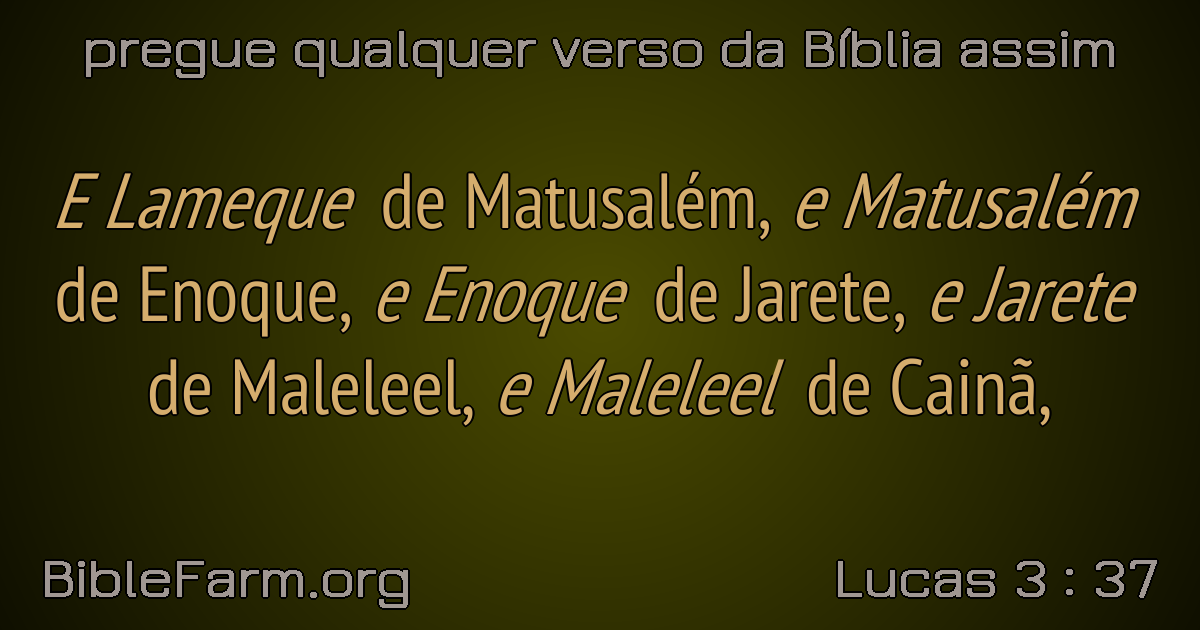 pregue qualquer verso da Bíblia assim
E Lameque de Matusalém, e Matusalém
de Enoque, e Enoque de Jarete, e Jarete
de Maleleel, e Maleleel de Cainã,
BibleFarm.org
Lucas 3 : 37